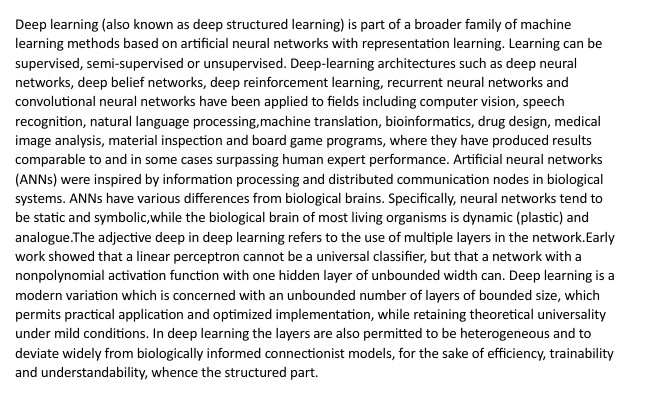 Deep learning (also known as deep structured learning) is part of a broader family of machine
learning methods based on artificial neural networks with representation learning. Learning can be
supervised, semi-supervised or unsupervised. Deep-learning architectures such as deep neural
networks, deep belief networks, deep reinforcement learning, recurrent neural networks and
convolutional neural networks have been applied to fields including computer vision, speech
recognition, natural language processing,machine translation, bioinformatics, drug design, medical
image analysis, material inspection and board game programs, where they have produced results
comparable to and in some cases surpassing human expert performance. Artificial neural networks
(ANNs) were inspired by information processing and distributed communication nodes in biological
systems. ANNs have various differences from biological brains. Specifically, neural networks tend to
be static and symbolic,while the biological brain of most living organisms is dynamic (plastic) and
analogue.The adjective deep in deep learning refers to the use of multiple layers in the network.Early
work showed that a linear perceptron cannot be a universal classifier, but that a network with a
nonpolynomial activation function with one hidden layer of unbounded width can. Deep learning is a
modern variation which is concerned with an unbounded number of layers of bounded size, which
permits practical application and optimized implementation, while retaining theoretical universality
under mild conditions. In deep learning the layers are also permitted to be heterogeneous and to
deviate widely from biologically informed connectionist models, for the sake of efficiency, trainability
and understandability, whence the structured part.